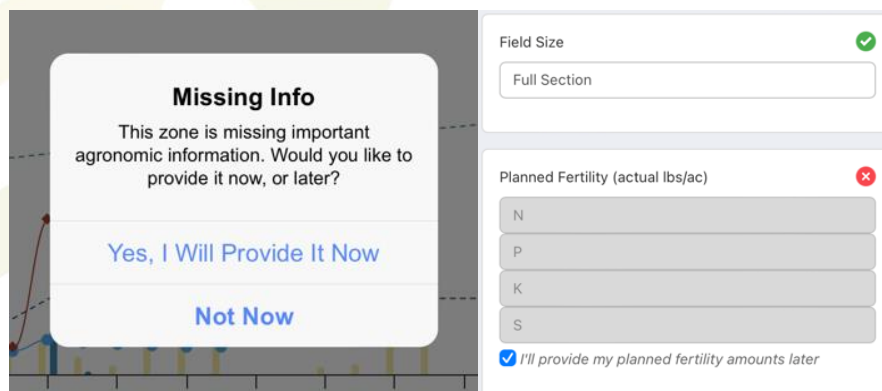 Missing Info
This zone is missing important
agronomic information. Would you like to
provide it now, or later?
Yes, I Will Provide It Now
Not Now
Field Size
Full Section
Planned Fertility (actual lbs/ac)
N
P
K
S
I'll provide my planned fertility amounts later